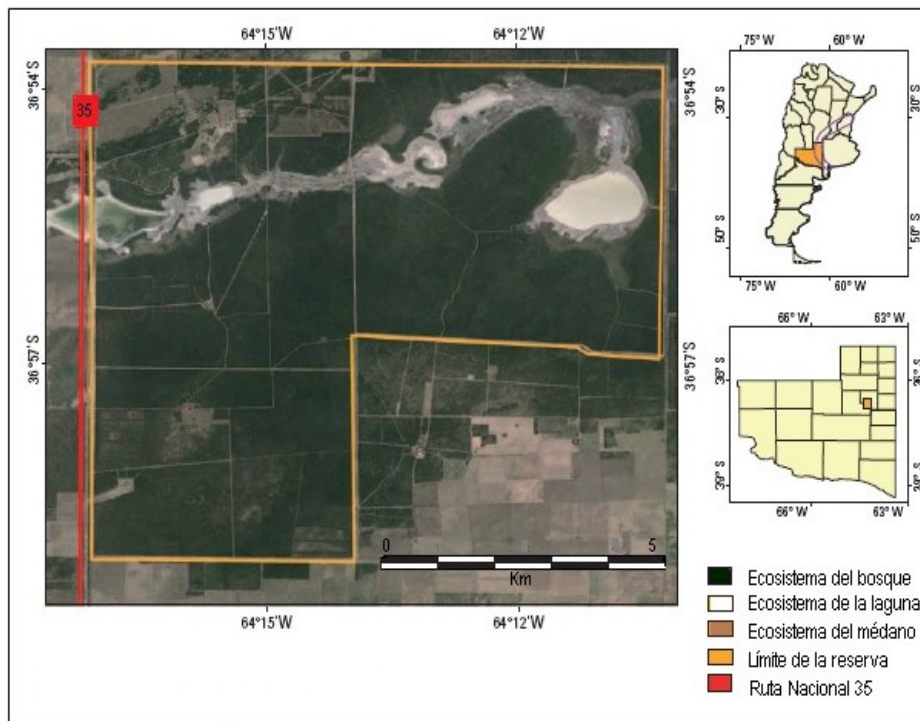 64°15'W 64°12'W
36°54'S
36°54'S
35
36°57'S
36°57'S
0 5
Km
64°15'W 64°12'W
75° W 60° W
30° S
30° S
50° S
50° S
75° W 60° W
66° W 63° W
36° S
39° S
66° W 63° W
Ecosistema del bosque
Ecosistema de la laguna
Ecosistema del médano
Límite de la reserva
Ruta Nacional 35